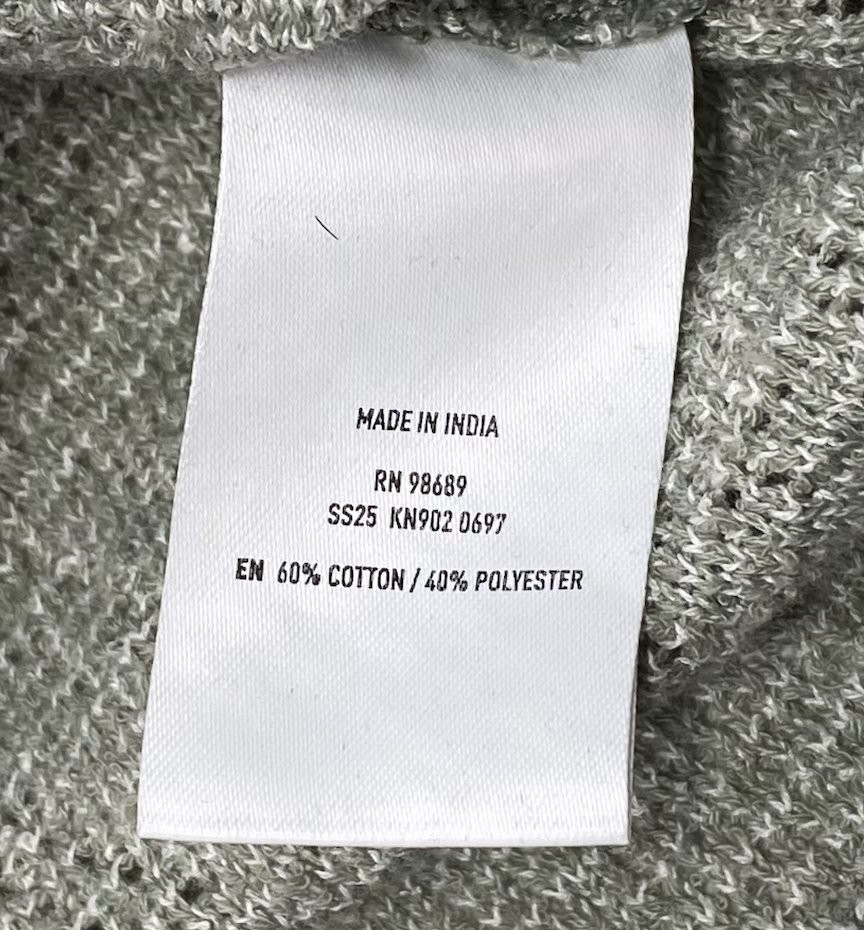 MADE IN INDIA
RN 98689
SS25 KN902 0697
EN 60% COTTON / 40% POLYESTER